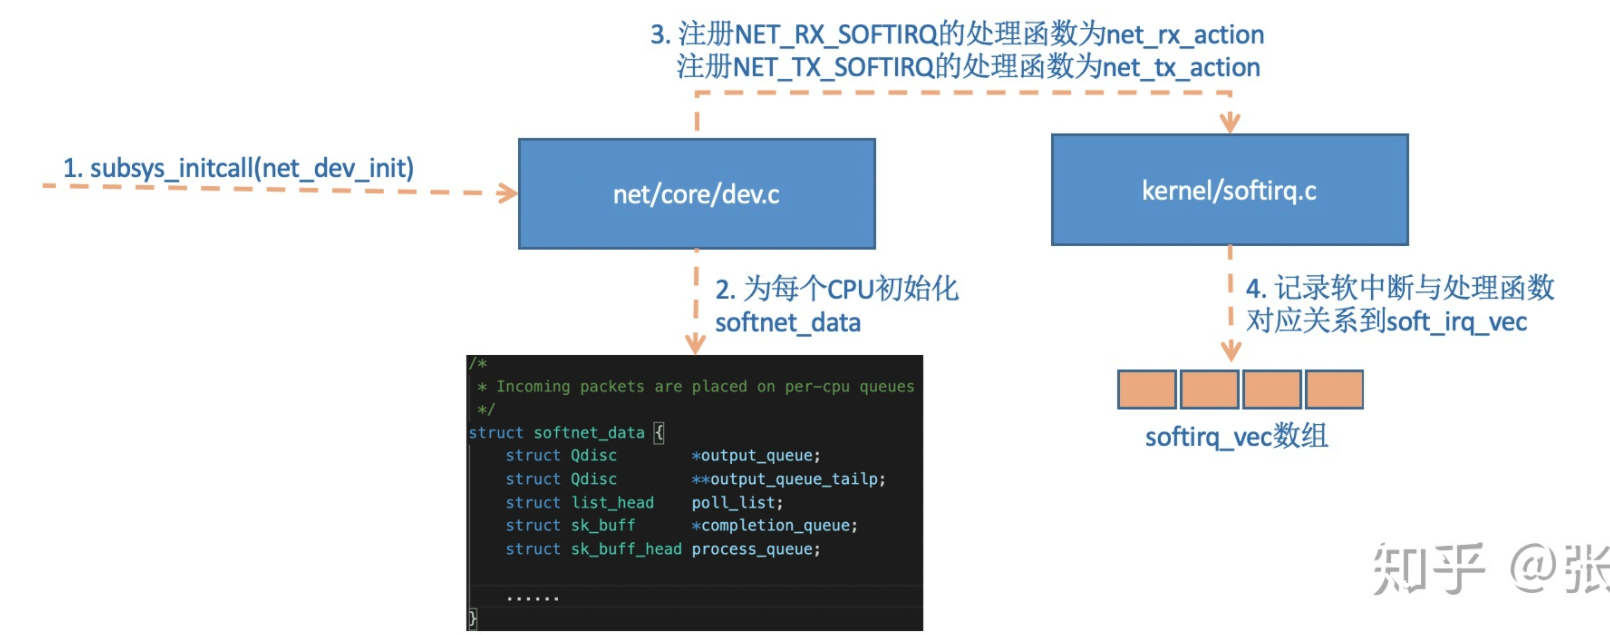 3. 注册NET_RX_SOFTIRQ的处理函数为net_rx_action
注册NET_TX_SOFTIRQ的处理函数为net_tx_action
1. subsys_initcall(net_dev_init)
net/core/dev.c
kernel/softirq.c
2. 为每个CPU初始化
softnet_data
4. 记录软中断与处理函数
对应关系到soft_irq_vec
/*
* Incoming packets are placed on per-cpu queues
*/
struct softnet_data {
struct Qdisc *output_queue;
struct Qdisc **output_queue_tailp;
struct list_head poll_list;
struct sk_buff *completion_queue;
struct sk_buff_head process_queue;
......
}
softirq_vec数组
知乎 @张